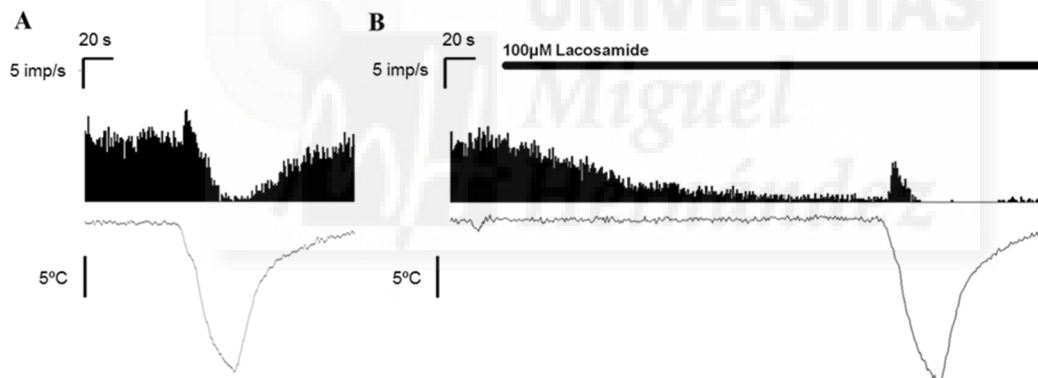 UNIVERSITAS
Miguel
Hernández
A
20 s
5 imp/s
5ºC
B
20 s
5 imp/s
100µM Lacosamide
5ºC